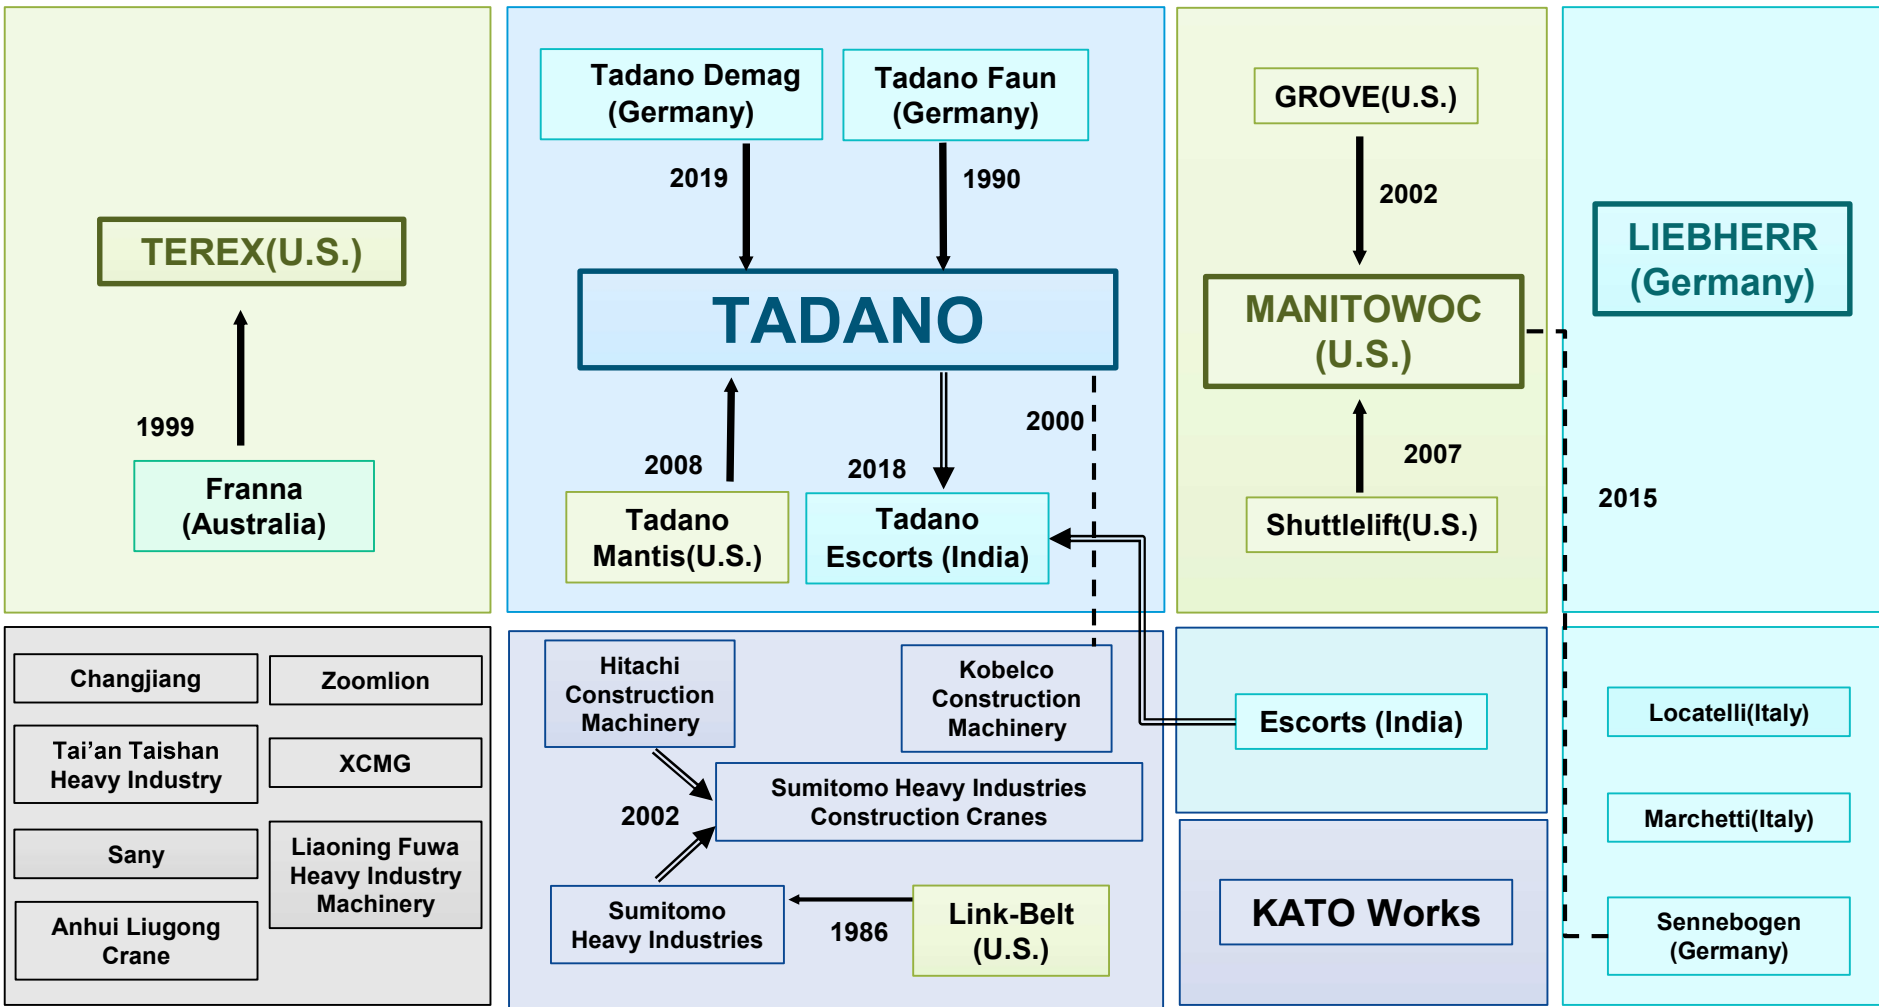 TEREX(U.S.)
1999
Franna
(Australia)
Tadano Demag
(Germany)
Tadano Faun
(Germany)
2019
1990
TADANO
2008
2018
2000
Tadano
Mantis(U.S.)
Tadano
Escorts (India)
GROVE(U.S.)
2002
MANITOWOC
(U.S.)
2007
Shuttlelift(U.S.)
LIEBHERR
(Germany)
2015
Changjiang
Zoomlion
Tai’an Taishan
Heavy Industry
XCMG
Sany
Liaoning Fuwa
Heavy Industry
Machinery
Anhui Liugong
Crane
Hitachi
Construction
Machinery
Kobelco
Construction
Machinery
2002
Sumitomo Heavy Industries
Construction Cranes
Sumitomo
Heavy Industries
1986
Link-Belt
(U.S.)
Escorts (India)
KATO Works
Locatelli(Italy)
Marchetti(Italy)
Sennebogen
(Germany)